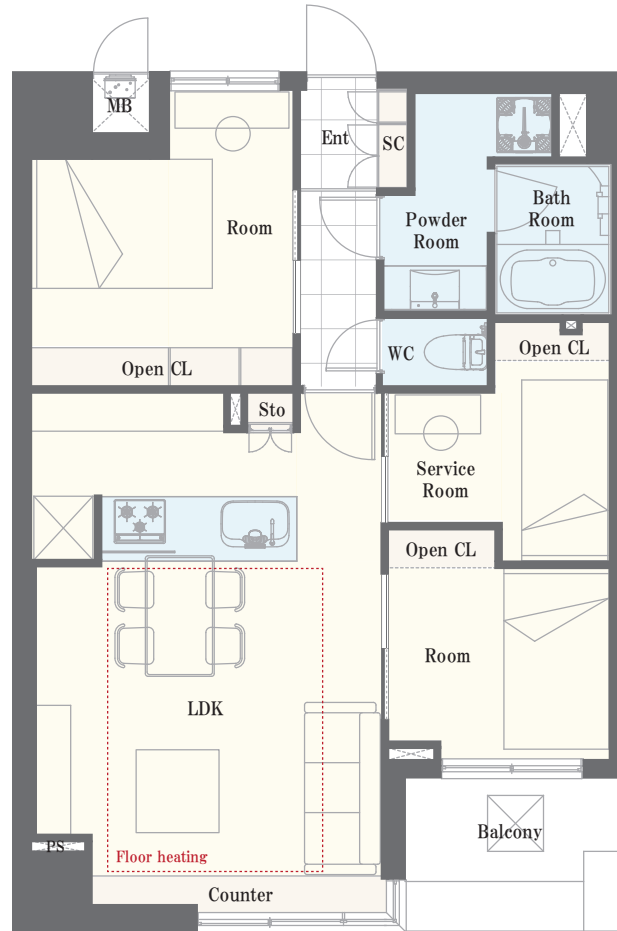 MB
Ent
SC
Room
Powder
Room
Bath
Room
WC
Open CL
Open CL
Sto
Service
Room
Open CL
Room
LDK
PS
Floor heating
Balcony
Counter